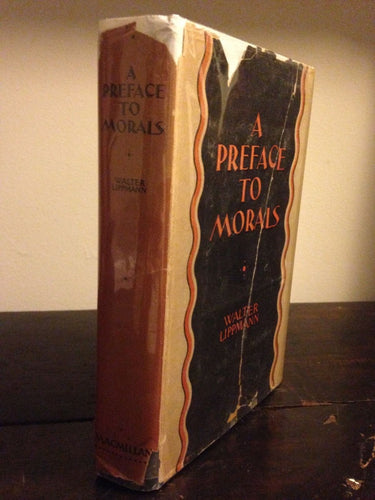 A
PREFACE
TO
MORALS
WALTER
LIPPMANN
MACMILLAN
A
PREFACE
TO
MORALS
WALTER
LIPPMANN